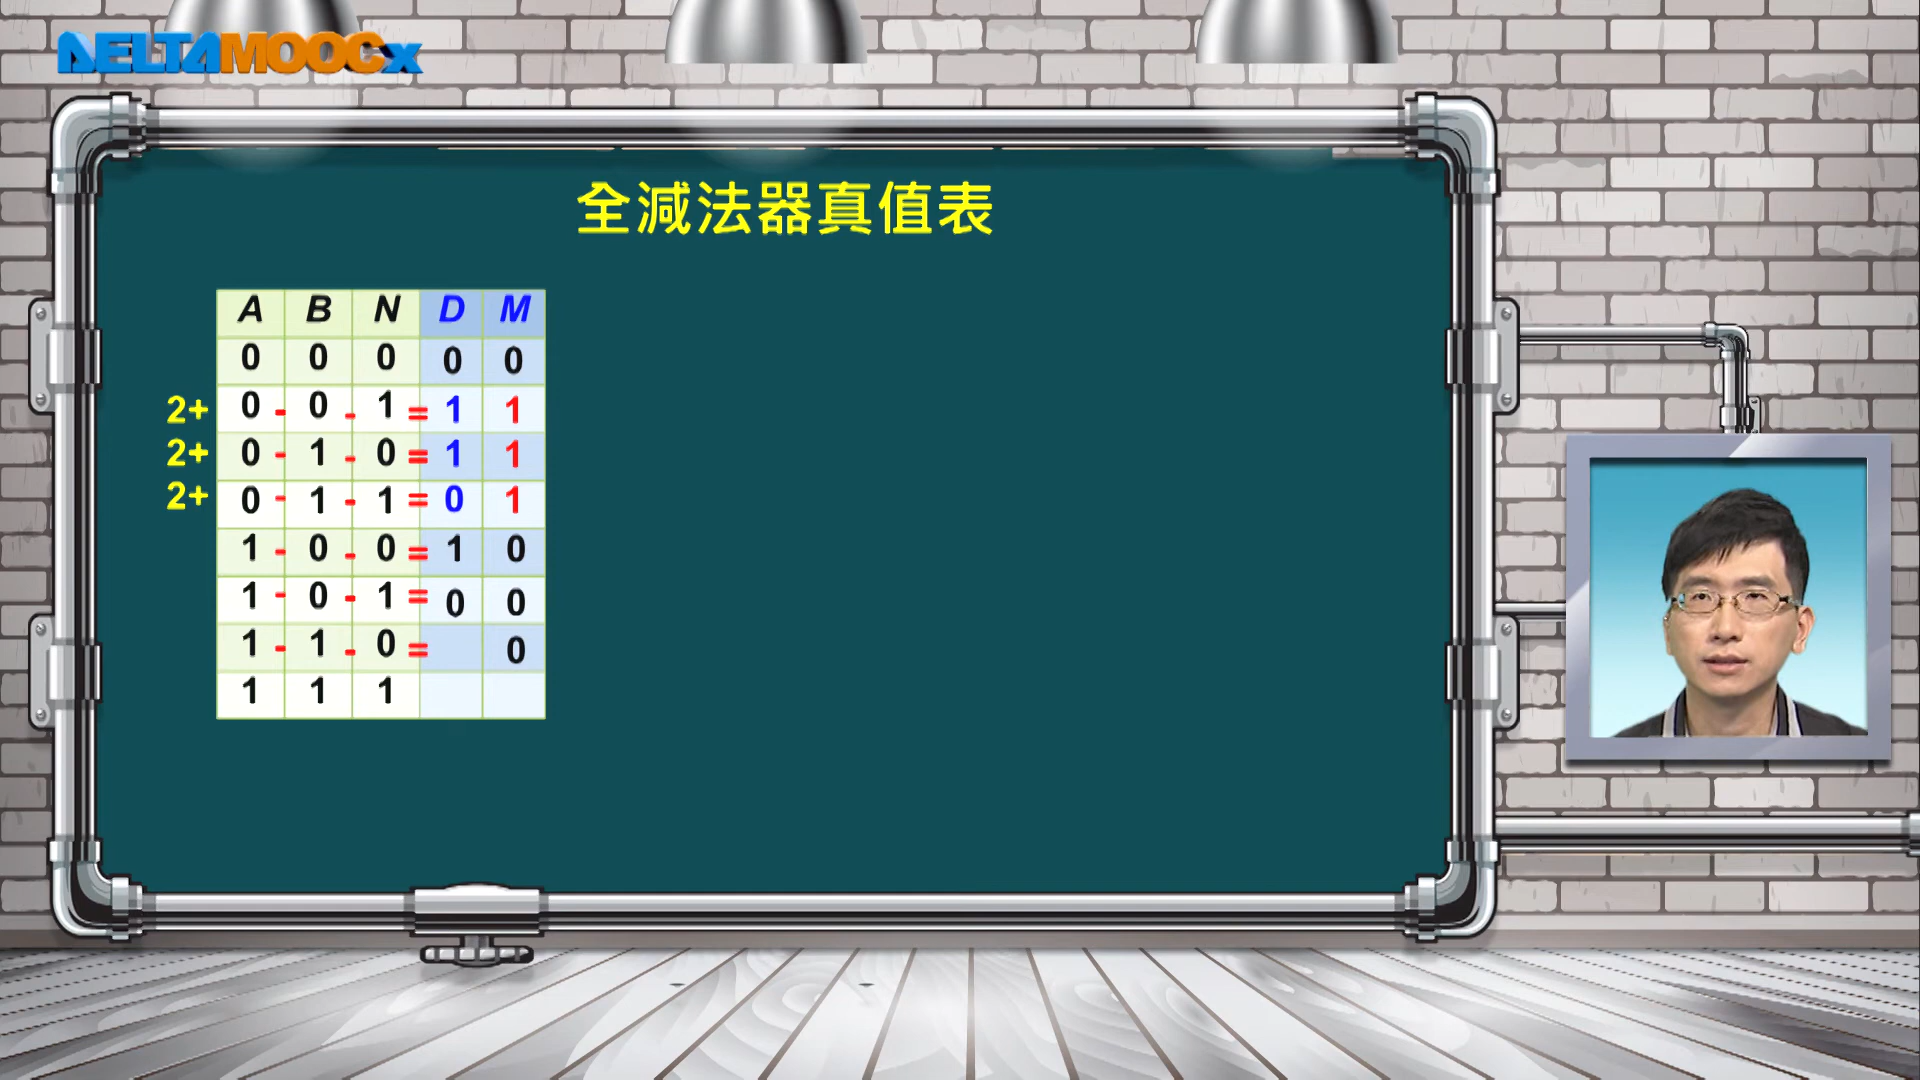 DELTAMOOCx
全減法器真值表
A B N D M
0 0 0 0 0
2+ 0 - 0 - 1 = 1 1
2+ 0 - 1 - 0 = 1 1
2+ 0 - 1 - 1 = 0 1
1 - 0 - 0 = 1 0
1 - 0 - 1 = 0 0
1 - 1 - 0 = 0
1 1 1